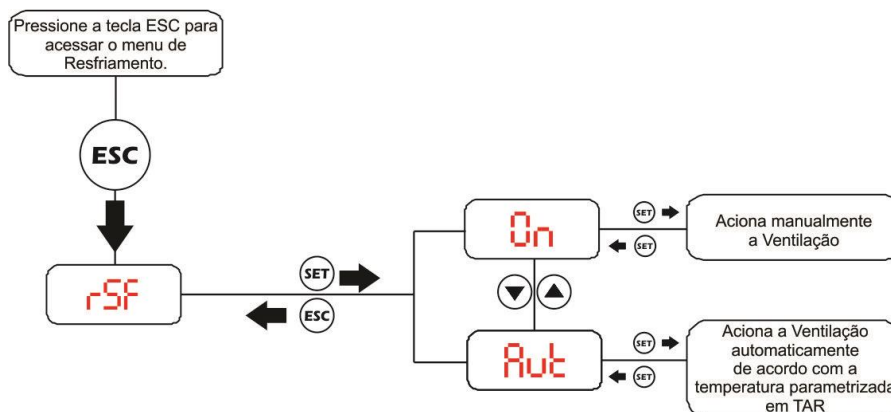 Pressione a tecla ESC para
acessar o menu de
Resfriamento.
ESC
rSF
SET
ESC
On
SET
SET
Aciona manualmente
a Ventilação
Aut
SET
SET
Aciona a Ventilação
automaticamente
de acordo com a
temperatura parametrizada
em TAR